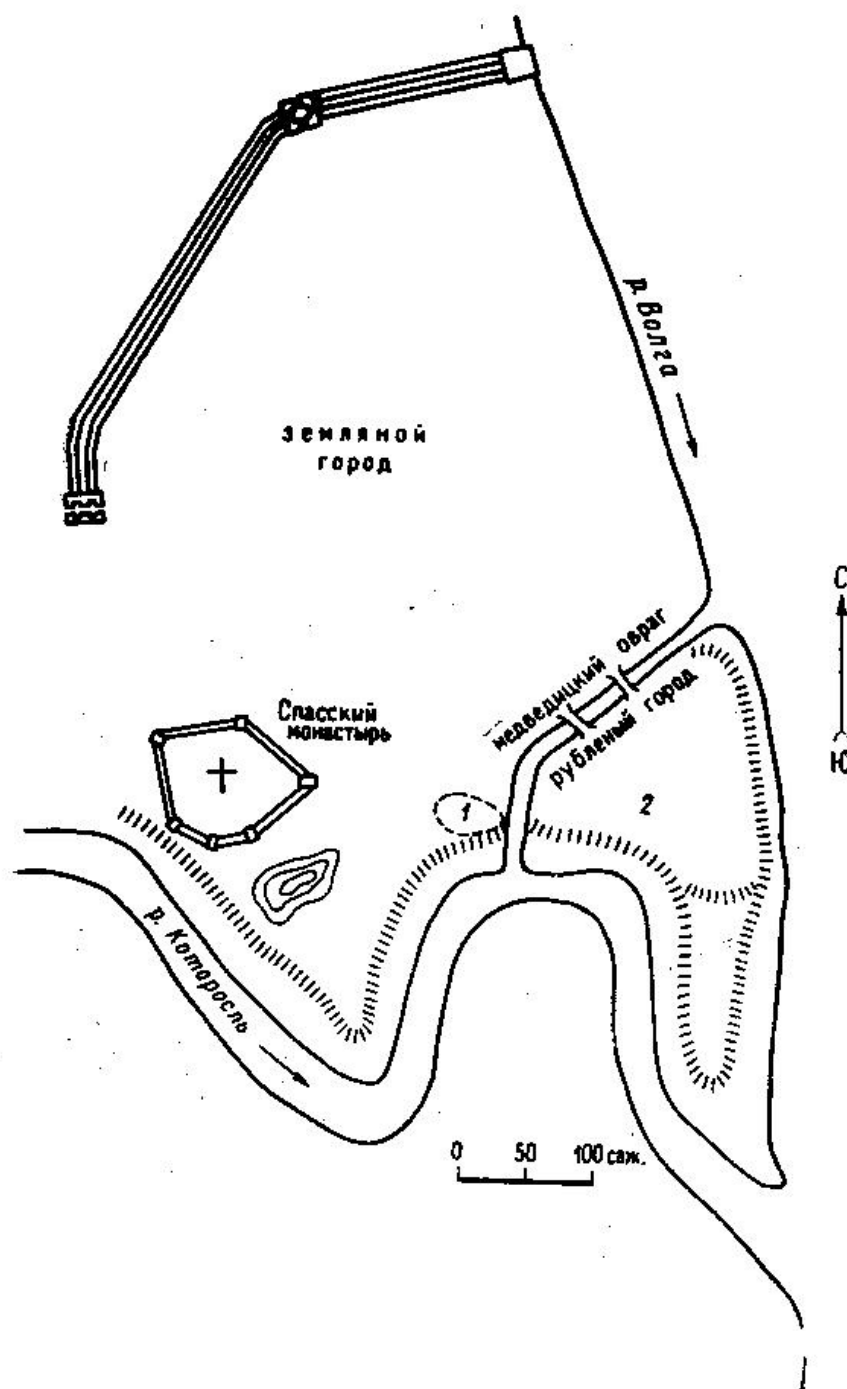 р. Волга
земляной
город
С
Ю
медведицкий овраг
рубленый город
Спасский
монастырь
1
2
р. Которосль
0 50 100 саж.